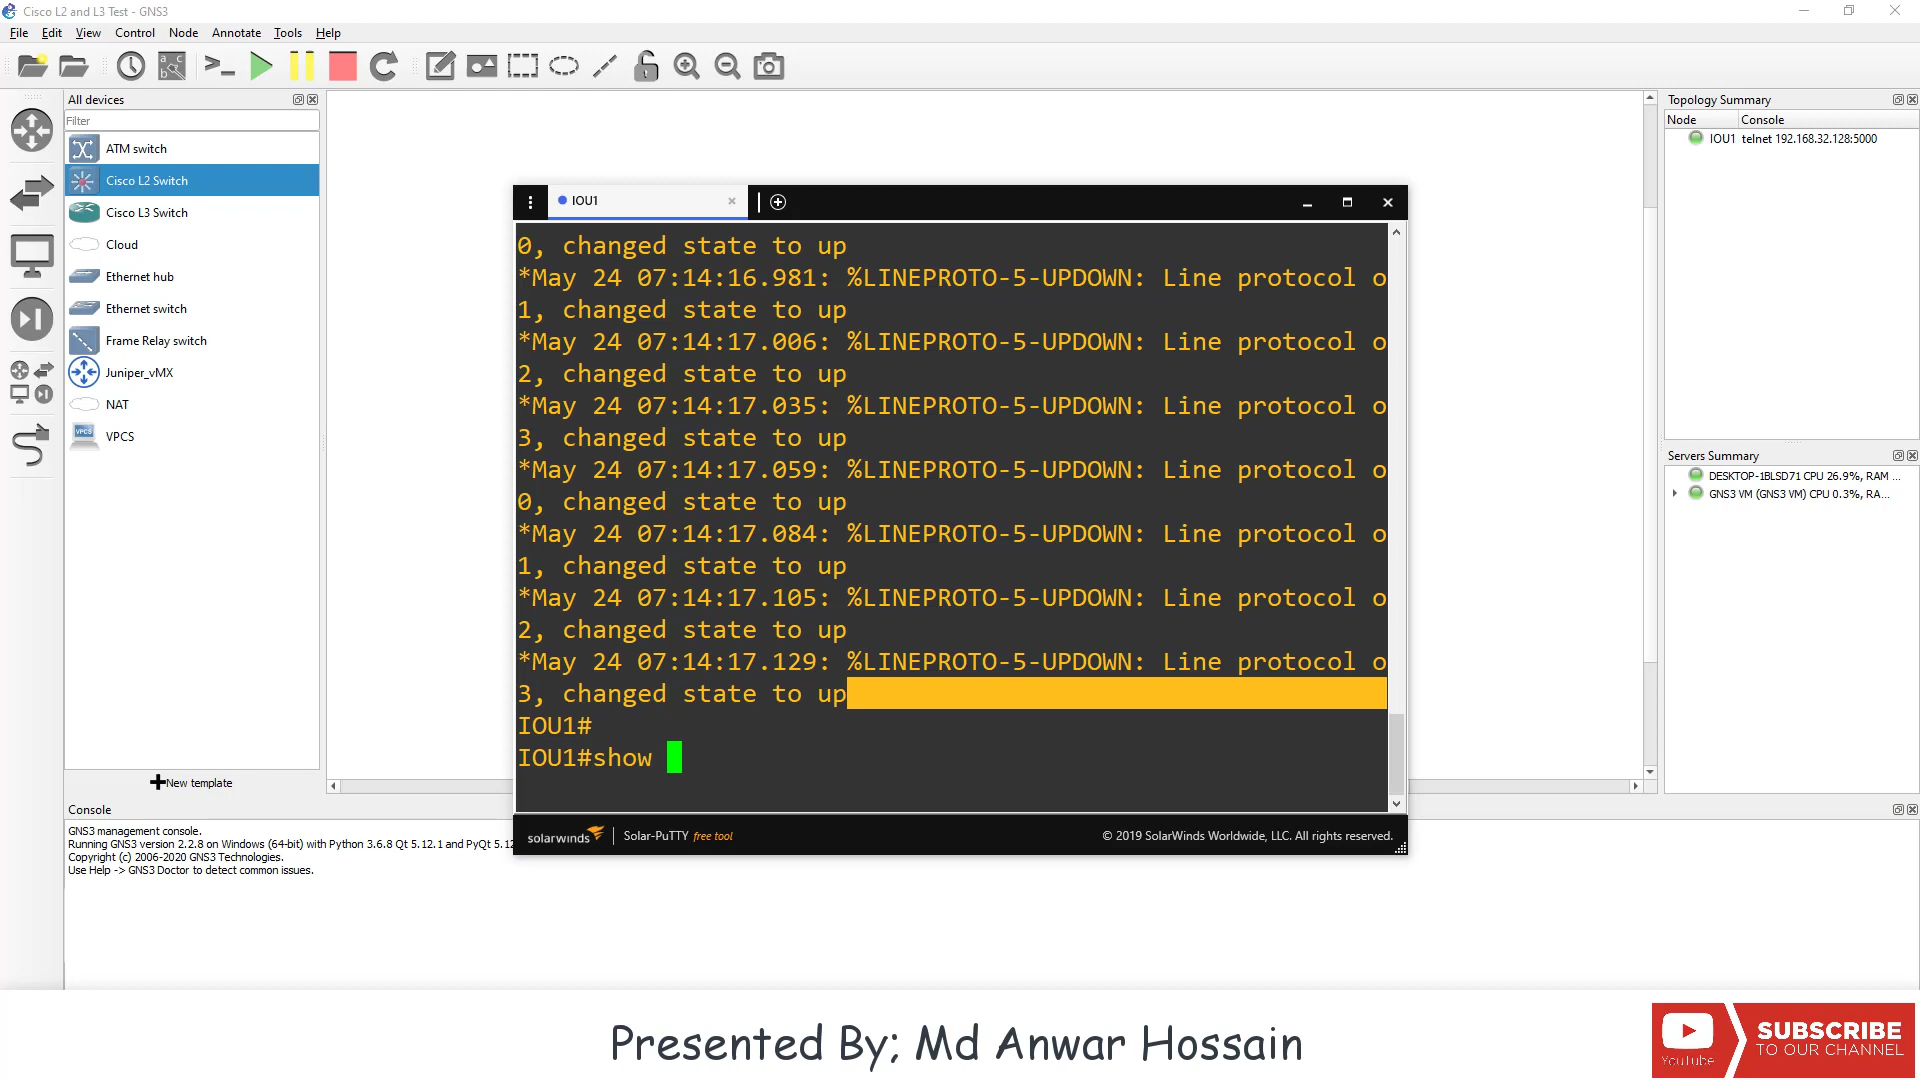 Cisco L2 and L3 Test - GNS3
File Edit View Control Node Annotate Tools Help
All devices
Filter
ATM switch
Cisco L2 Switch
Cisco L3 Switch
Cloud
Ethernet hub
Ethernet switch
Frame Relay switch
Juniper_vMX
NAT
VPCS
VPCS
New template
IOU1
0, changed state to up
*May 24 07:14:16.981: %LINEPROTO-5-UPDOWN: Line protocol o
1, changed state to up
*May 24 07:14:17.006: %LINEPROTO-5-UPDOWN: Line protocol o
2, changed state to up
*May 24 07:14:17.035: %LINEPROTO-5-UPDOWN: Line protocol o
3, changed state to up
*May 24 07:14:17.059: %LINEPROTO-5-UPDOWN: Line protocol o
0, changed state to up
*May 24 07:14:17.084: %LINEPROTO-5-UPDOWN: Line protocol o
1, changed state to up
*May 24 07:14:17.105: %LINEPROTO-5-UPDOWN: Line protocol o
2, changed state to up
*May 24 07:14:17.129: %LINEPROTO-5-UPDOWN: Line protocol o
3, changed state to up
IOU1#
IOU1#show
solarwinds Solar-PuTTY free tool © 2019 SolarWinds Worldwide, LLC. All rights reserved.
Topology Summary
Node Console
IOU1 telnet 192.168.32.128:5000
Servers Summary
DESKTOP-1BLSD71 CPU 26.9%, RAM ...
GNS3 VM (GNS3 VM) CPU 0.3%, RA...
Console
GNS3 management console.
Running GNS3 version 2.2.8 on Windows (64-bit) with Python 3.6.8 Qt 5.12.1 and PyQt 5.12
Copyright (c) 2006-2020 GNS3 Technologies.
Use Help -> GNS3 Doctor to detect common issues.
Presented By; Md Anwar Hossain
YouTube
SUBSCRIBE
TO OUR CHANNEL